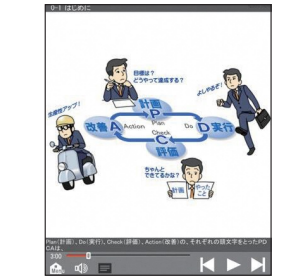 0-1 はじめに
目標は？
どうやって達成する？
よしやるぞ！
生産性アップ！
計画
P
Plan
改善 A Action
Do D 実行
Check
C
評価
ちゃんと
できてるかな？
計画
やった
こと
Plan(計画)、Do(実行)、Check(評価)、Action(改善)の、それぞれの頭文字をとったPD
CAは、
3:00